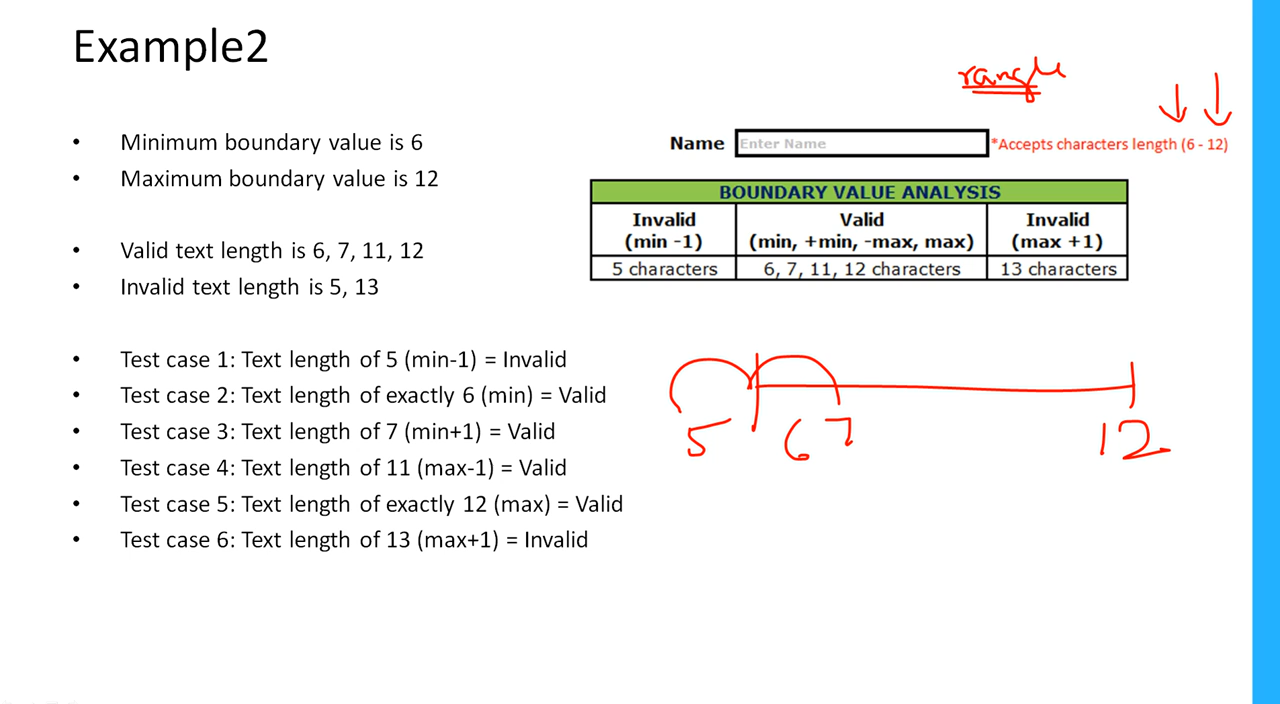 Example2
range
• Minimum boundary value is 6
• Maximum boundary value is 12
• Valid text length is 6, 7, 11, 12
• Invalid text length is 5, 13
• Test case 1: Text length of 5 (min-1) = Invalid
• Test case 2: Text length of exactly 6 (min) = Valid
• Test case 3: Text length of 7 (min+1) = Valid
• Test case 4: Text length of 11 (max-1) = Valid
• Test case 5: Text length of exactly 12 (max) = Valid
• Test case 6: Text length of 13 (max+1) = Invalid
Name Enter Name *Accepts characters length (6 - 12)
BOUNDARY VALUE ANALYSIS
Invalid Valid Invalid
(min -1) (min, +min, -max, max) (max +1)
5 characters 6, 7, 11, 12 characters 13 characters
5 6 7 12